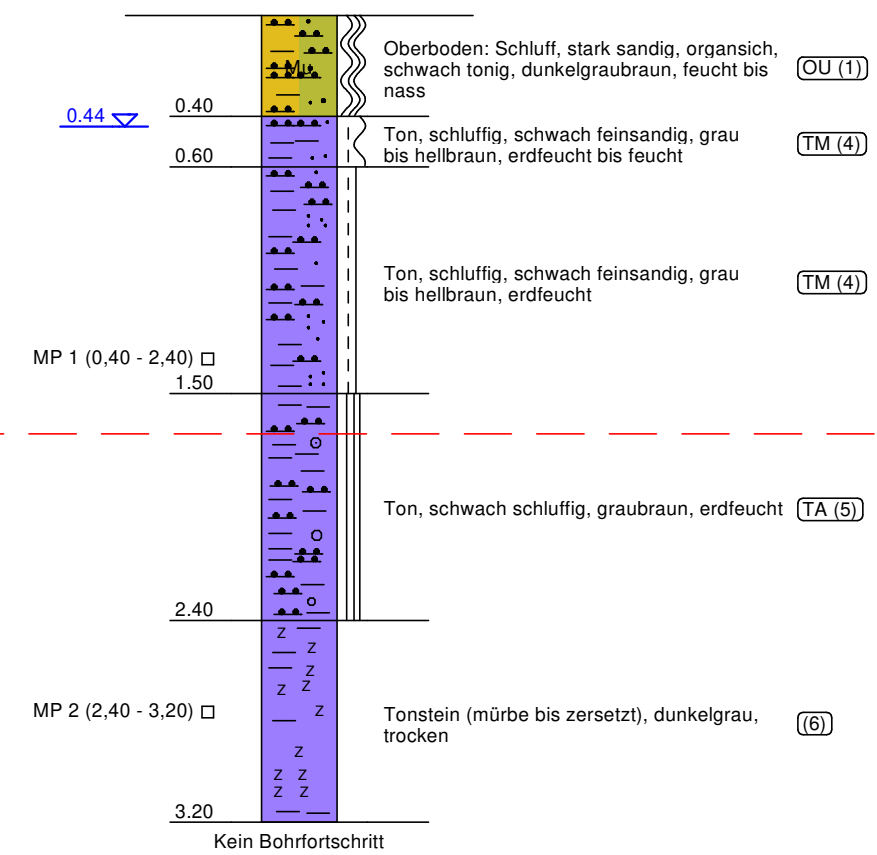 Oberboden: Schluff, stark sandig, organsich,
schwach tonig, dunkelgraubraun, feucht bis
nass
OU (1)
Mu
0.40
0.44
Ton, schluffig, schwach feinsandig, grau
bis hellbraun, erdfeucht bis feucht
TM (4)
0.60
Ton, schluffig, schwach feinsandig, grau
bis hellbraun, erdfeucht
TM (4)
MP 1 (0,40 - 2,40)
1.50
Ton, schwach schluffig, graubraun, erdfeucht
TA (5)
2.40
z
z
z
z
z
MP 2 (2,40 - 3,20)
z
Tonstein (mürbe bis zersetzt), dunkelgrau,
trocken
(6)
z
z z
z z
3.20
Kein Bohrfortschritt